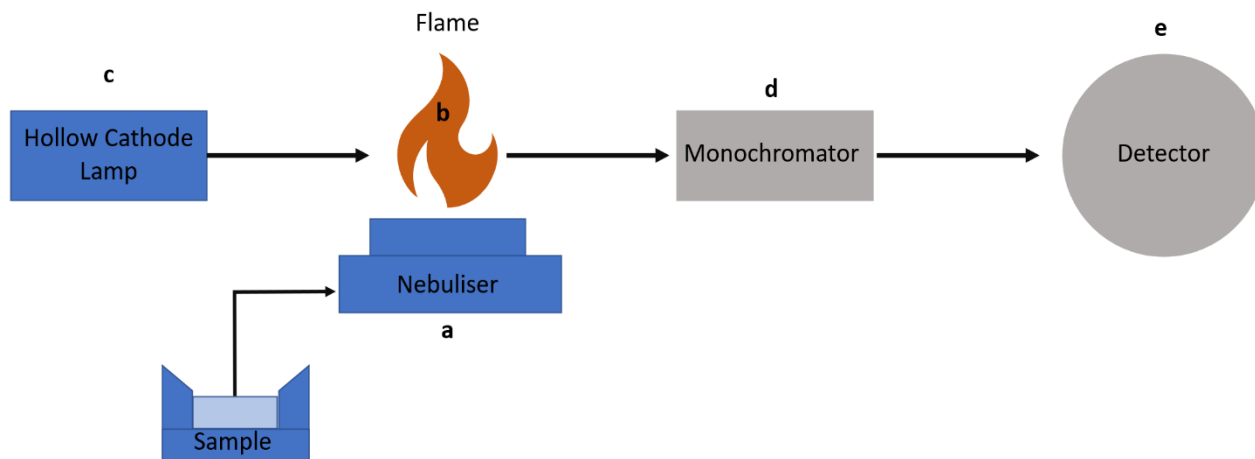 Flame
e
c
d
b
Hollow Cathode
Lamp
Monochromator
Detector
Nebuliser
a
Sample